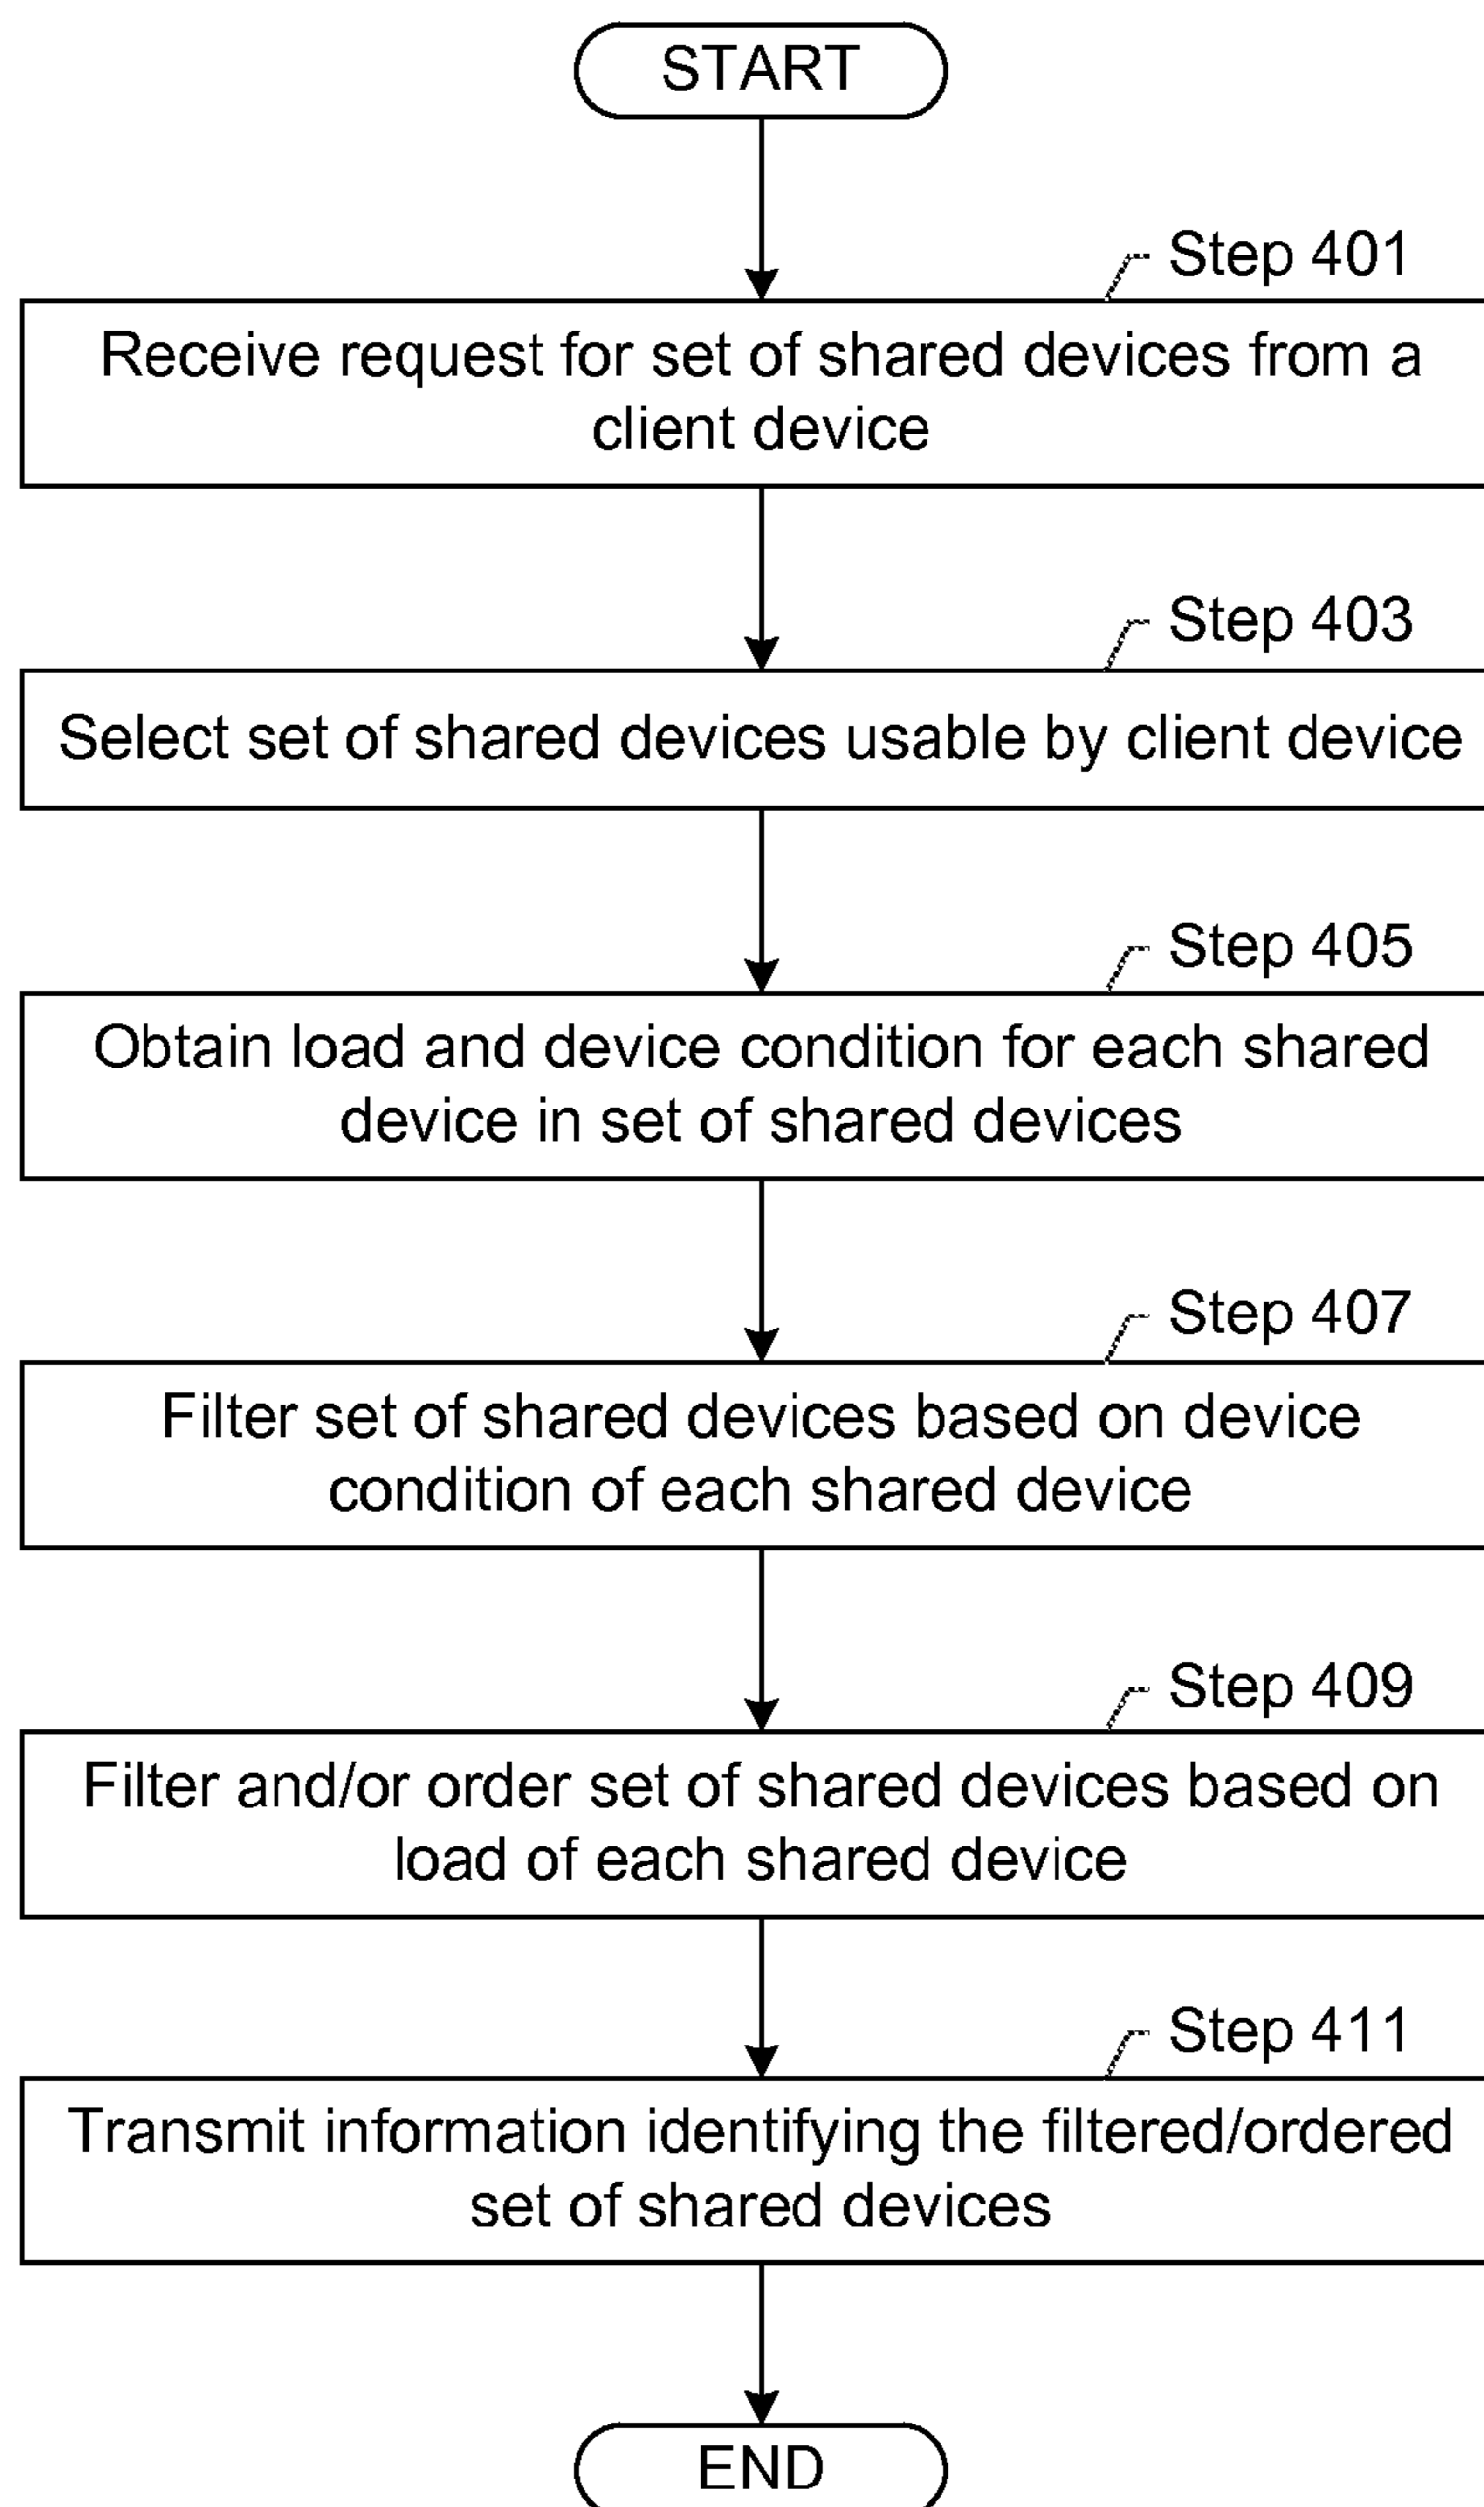 START
Step 401
Receive request for set of shared devices from a
client device
Step 403
Select set of shared devices usable by client device
Step 405
Obtain load and device condition for each shared
device in set of shared devices
Step 407
Filter set of shared devices based on device
condition of each shared device
Step 409
Filter and/or order set of shared devices based on
load of each shared device
Step 411
Transmit information identifying the filtered/ordered
set of shared devices
END